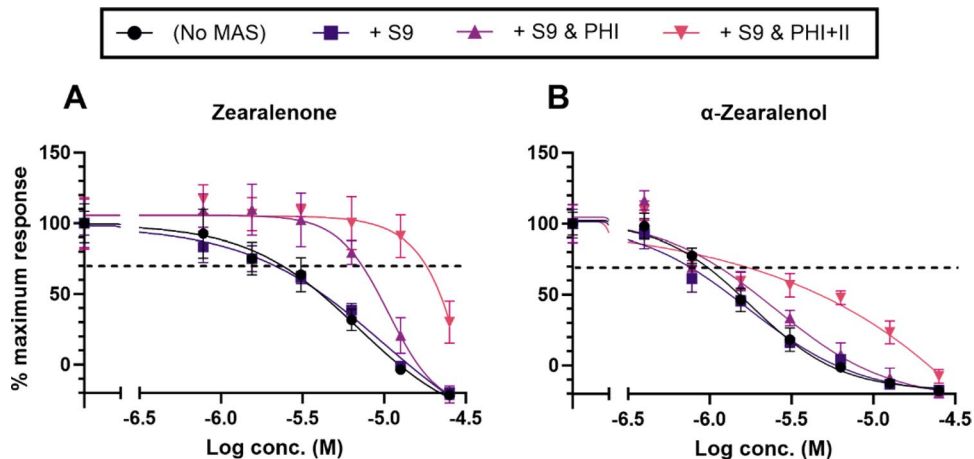 (No MAS) + S9 + S9 & PHI + S9 & PHI+II
A
Zearalenone
% maximum response
150
100
50
0
-6.5 -6.0 -5.5 -5.0 -4.5
Log conc. (M)
B
α-Zearalenol
150
100
50
0
-6.5 -6.0 -5.5 -5.0 -4.5
Log conc. (M)